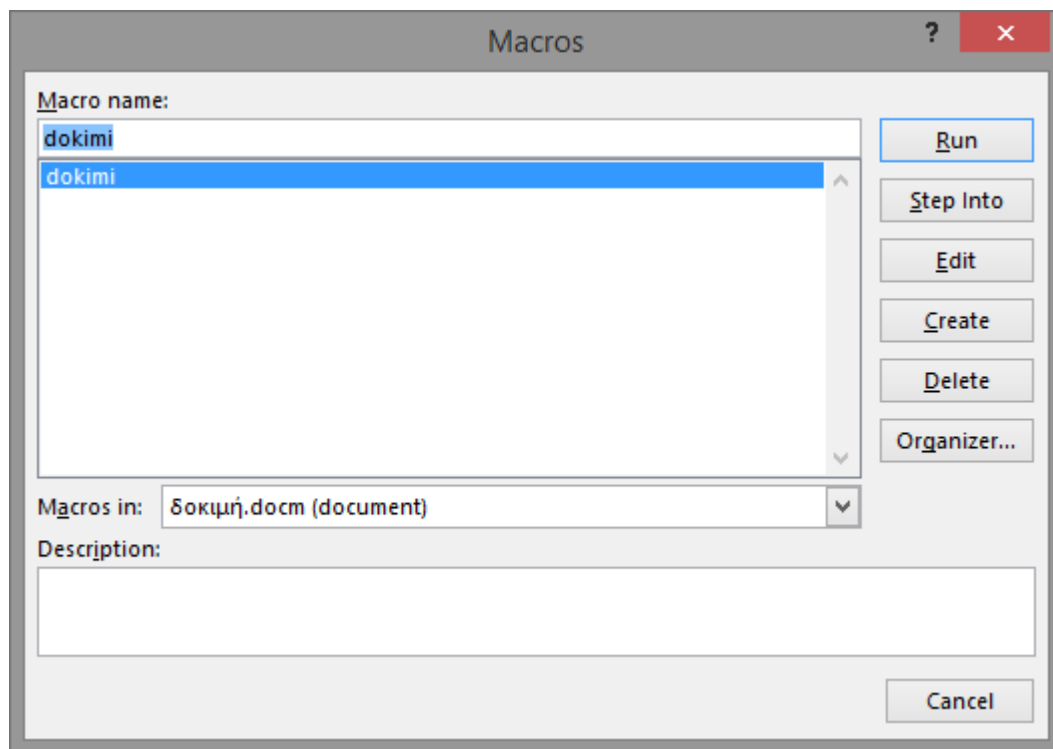 Macros
?
Macro name:
dokimi
Run
dokimi
Step Into
Edit
Create
Delete
Organizer...
Macros in: δοκιμή.docm (document)
Description:
Cancel